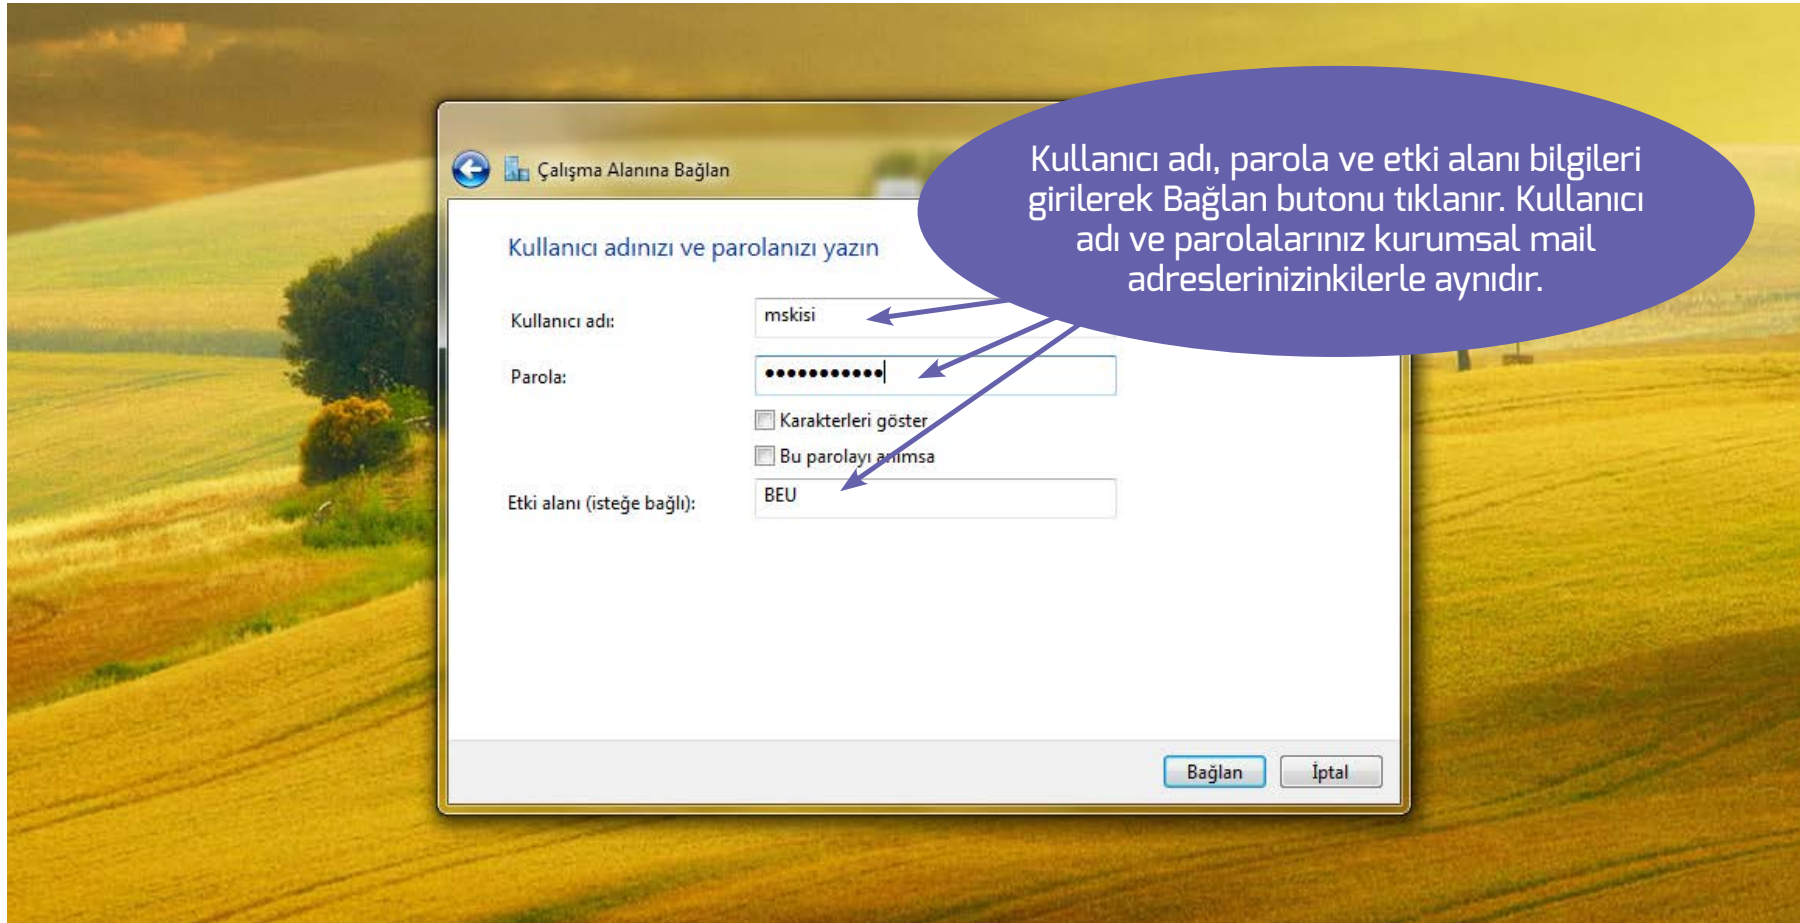 Çalışma Alanına Bağlan
Kullanıcı adı, parola ve etki alanı bilgileri
girilerek Bağlan butonu tıklanır. Kullanıcı
adı ve parolalarınız kurumsal mail
adreslerinizinkilerle aynıdır.
Kullanıcı adınızı ve parolanızı yazın
Kullanıcı adı: mskisi
Parola: •••••••••••
Karakterleri göster
Bu parolayı anımsa
Etki alanı (isteğe bağlı): BEU
Bağlan İptal